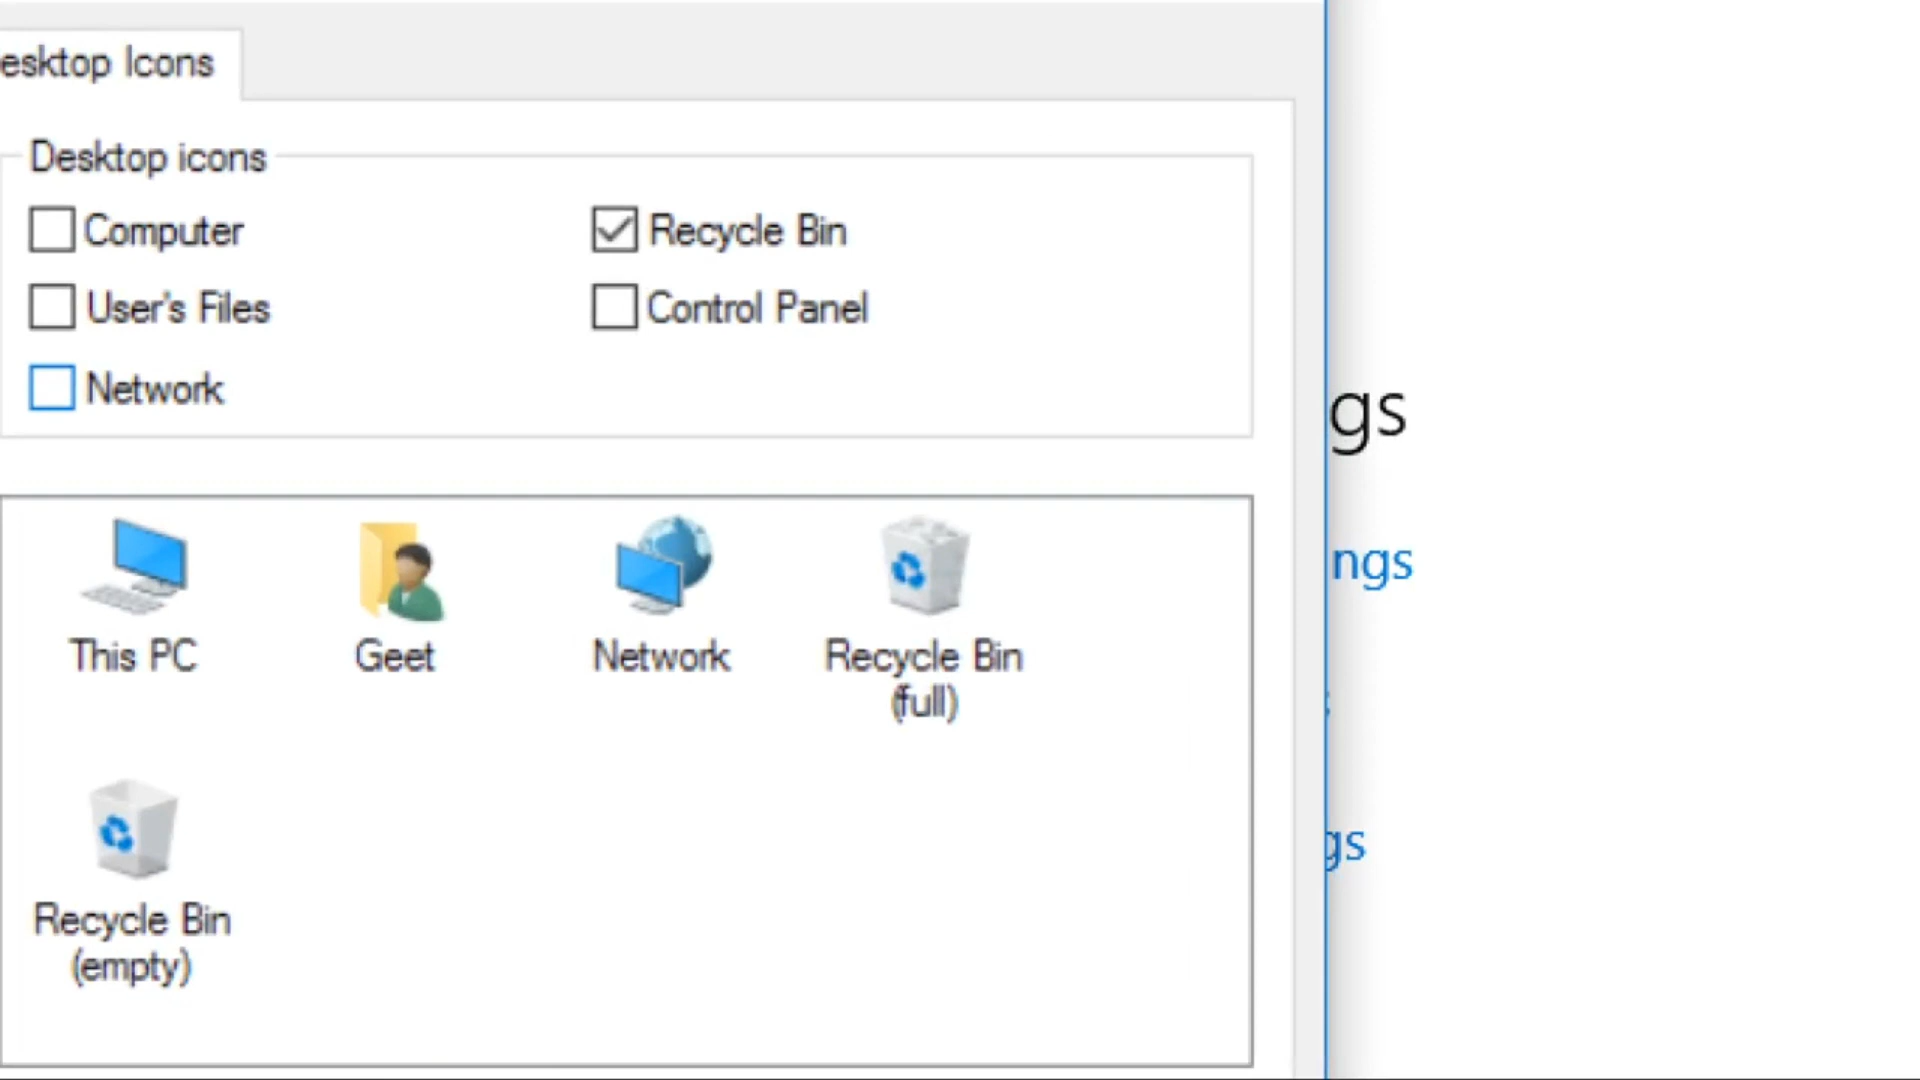 esktop Icons
Desktop icons
Computer
Recycle Bin
User's Files
Control Panel
Network
gs
ngs
gs
This PC
Geet
Network
Recycle Bin
(full)
Recycle Bin
(empty)